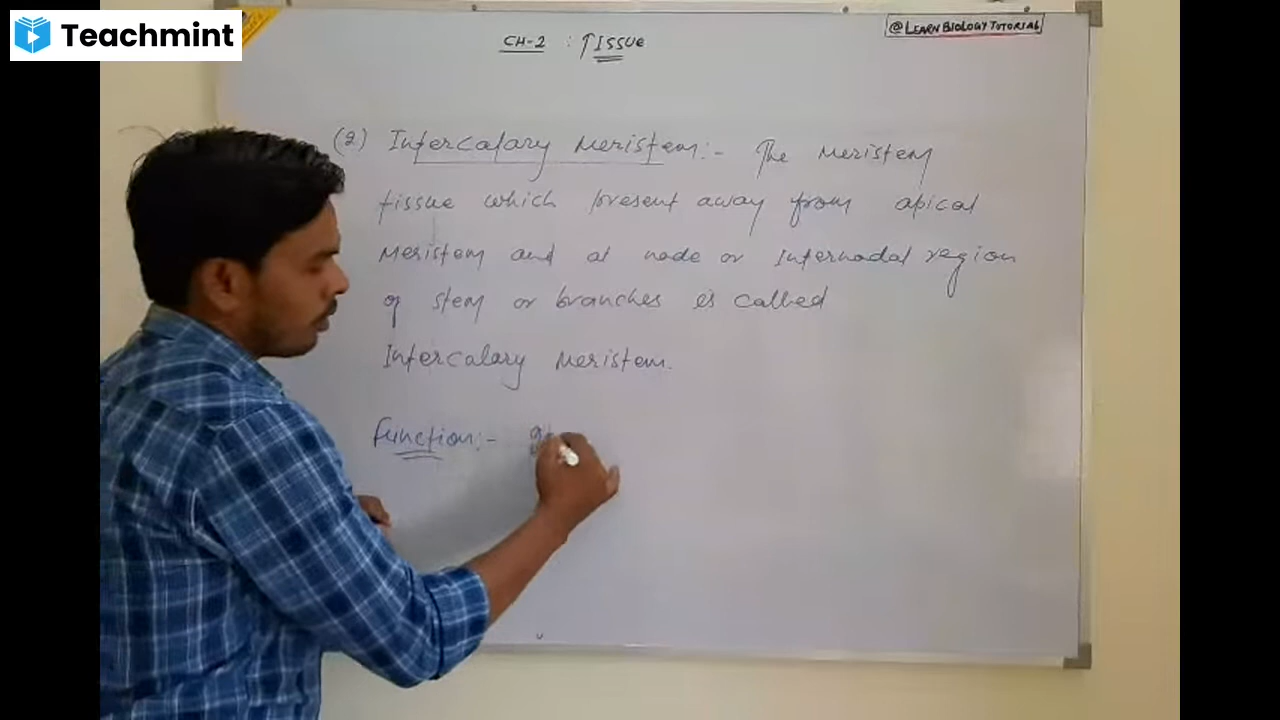 Teachmint
@LEARN BIOLOGY TUTORIAL
CH-2 : TISSUE
(2) Intercalary Meristem:- The Meristem
tissue which present away from apical
Meristem and at node or Internodal region
of stem or branches is called
Intercalary Meristem.
Function:-